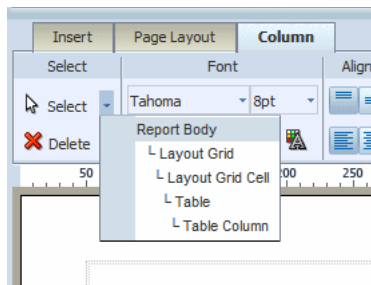 Insert Page Layout Column
Select Font Align
Select Tahoma 8pt
Delete
Report Body
Layout Grid
Layout Grid Cell
Table
Table Column
50 200 250